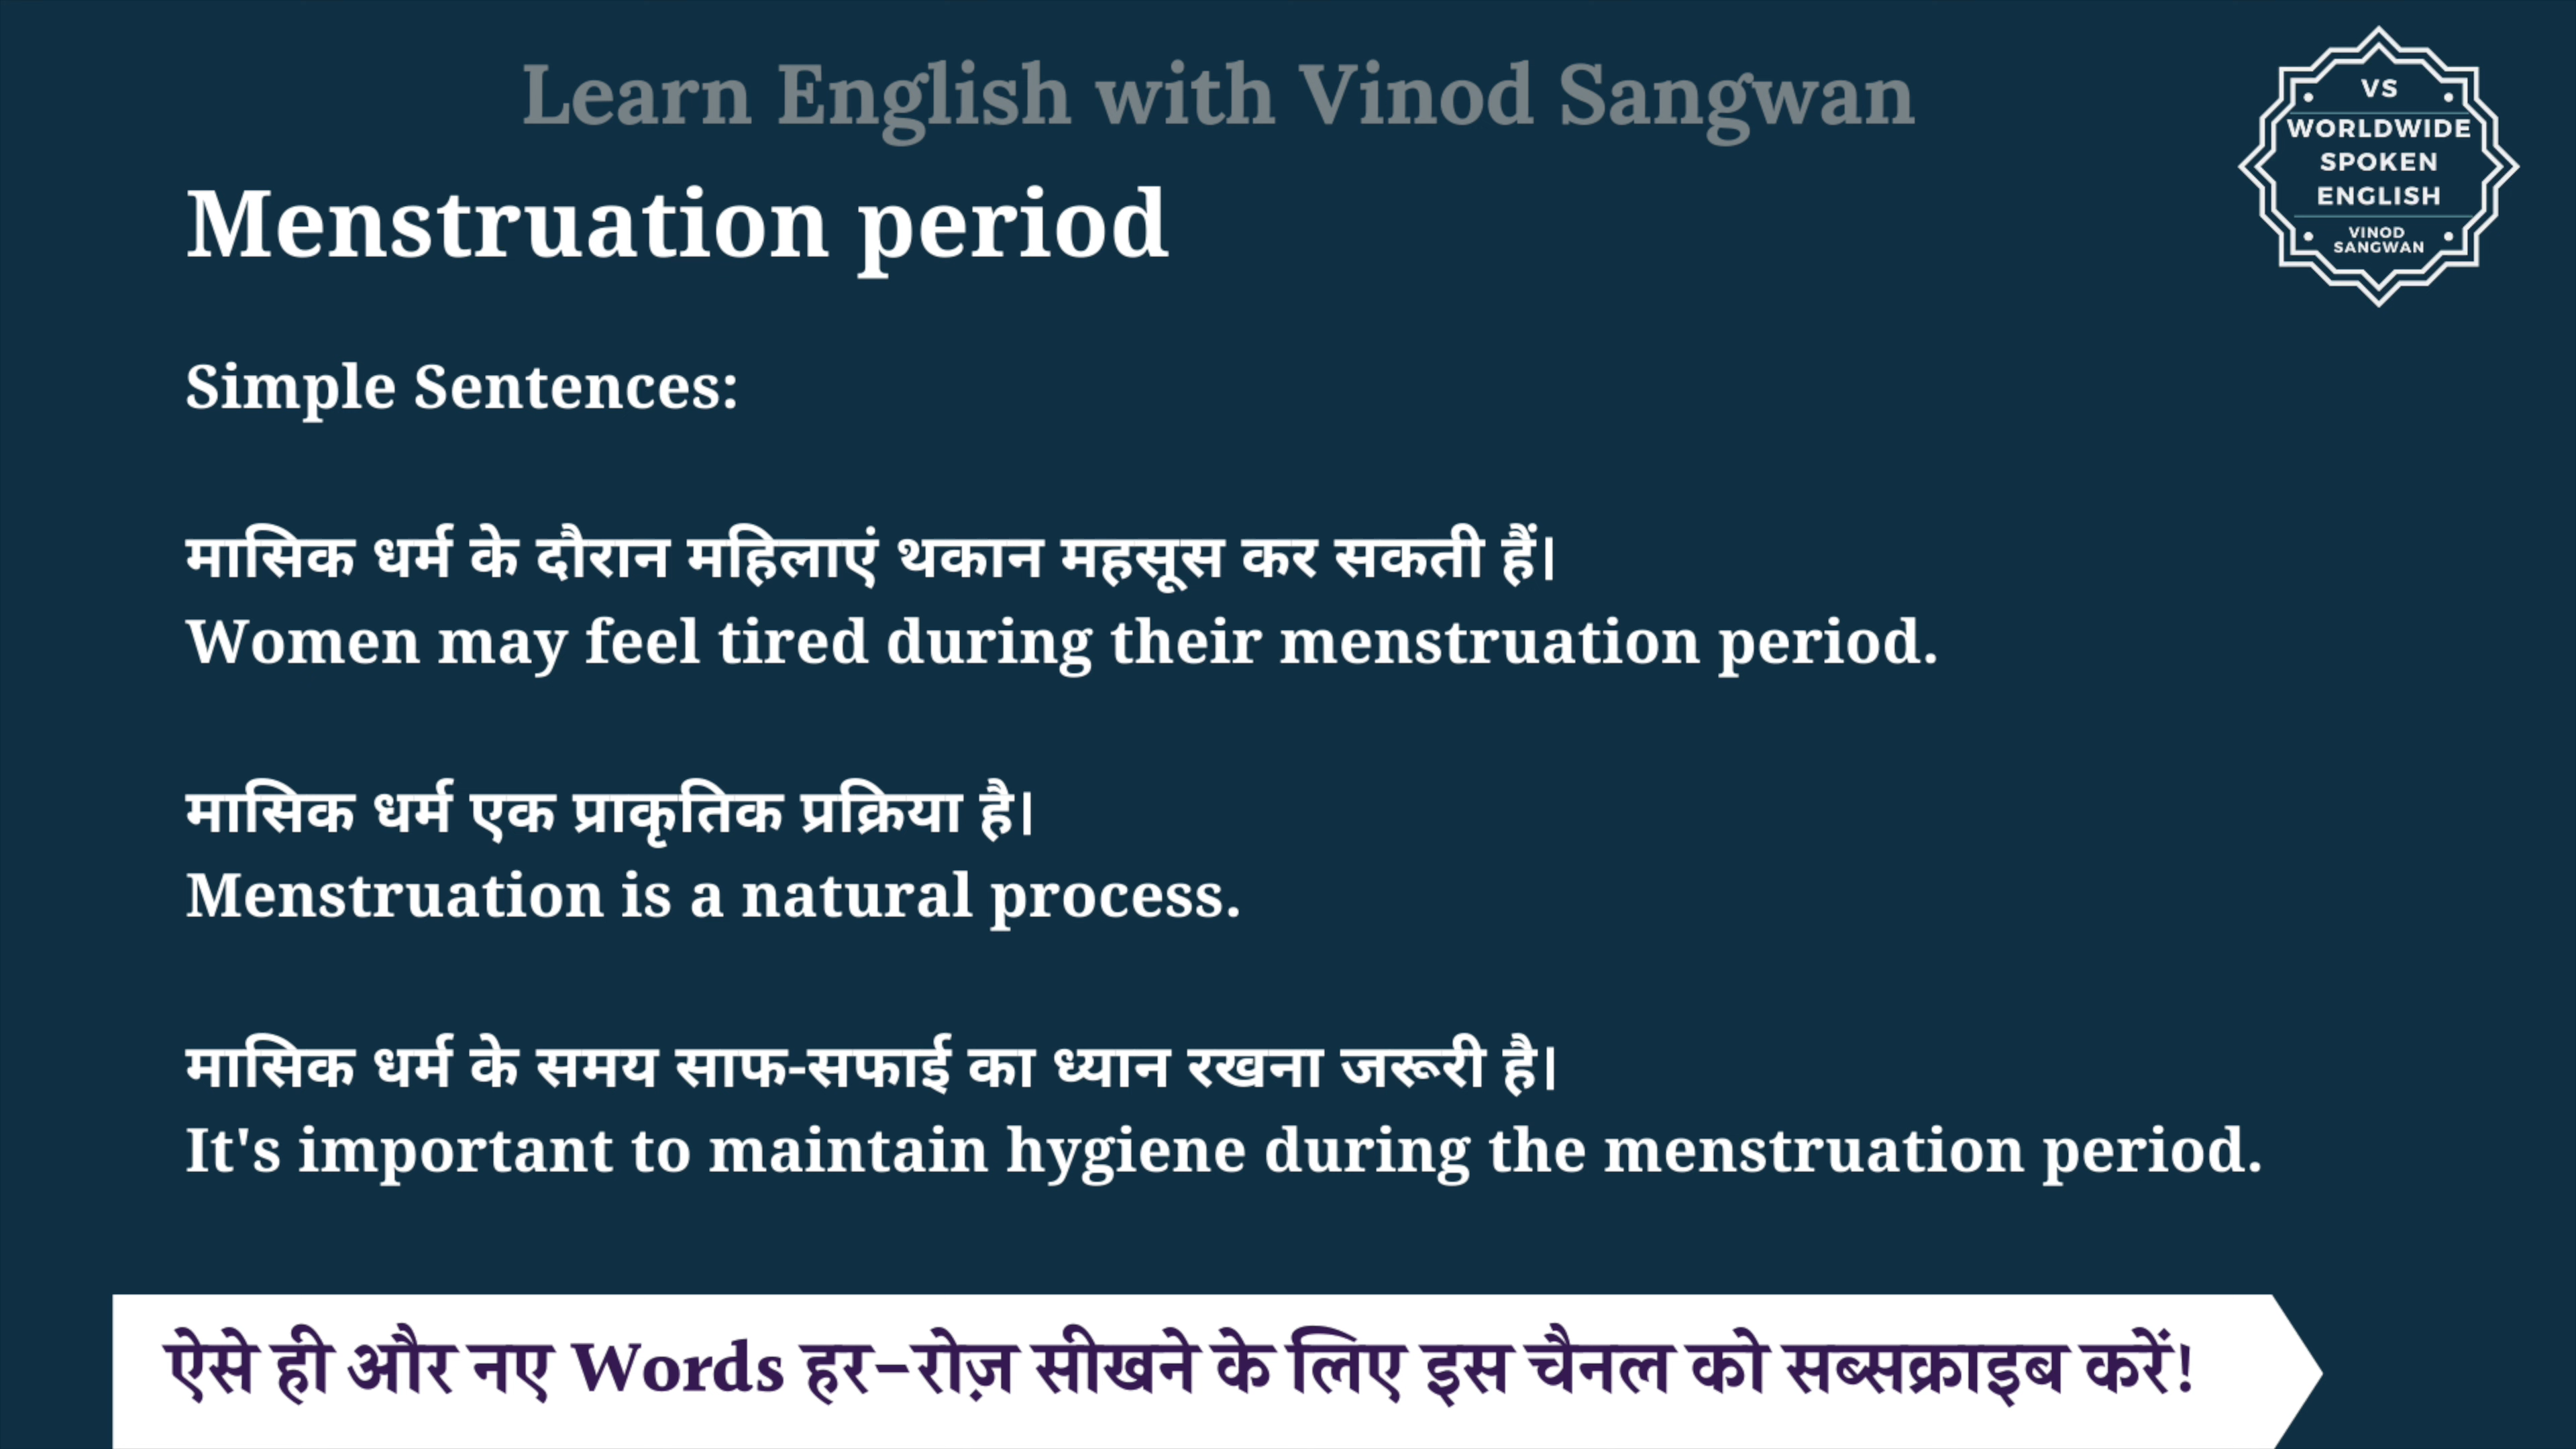 Learn English with Vinod Sangwan
VS
WORLDWIDE
SPOKEN
ENGLISH
VINOD
SANGWAN
Menstruation period
Simple Sentences:
मासिक धर्म के दौरान महिलाएं थकान महसूस कर सकती हैं।
Women may feel tired during their menstruation period.
मासिक धर्म एक प्राकृतिक प्रक्रिया है।
Menstruation is a natural process.
मासिक धर्म के समय साफ-सफाई का ध्यान रखना जरूरी है।
It's important to maintain hygiene during the menstruation period.
ऐसे ही और नए Words हर-रोज़ सीखने के लिए इस चैनल को सब्सक्राइब करें!